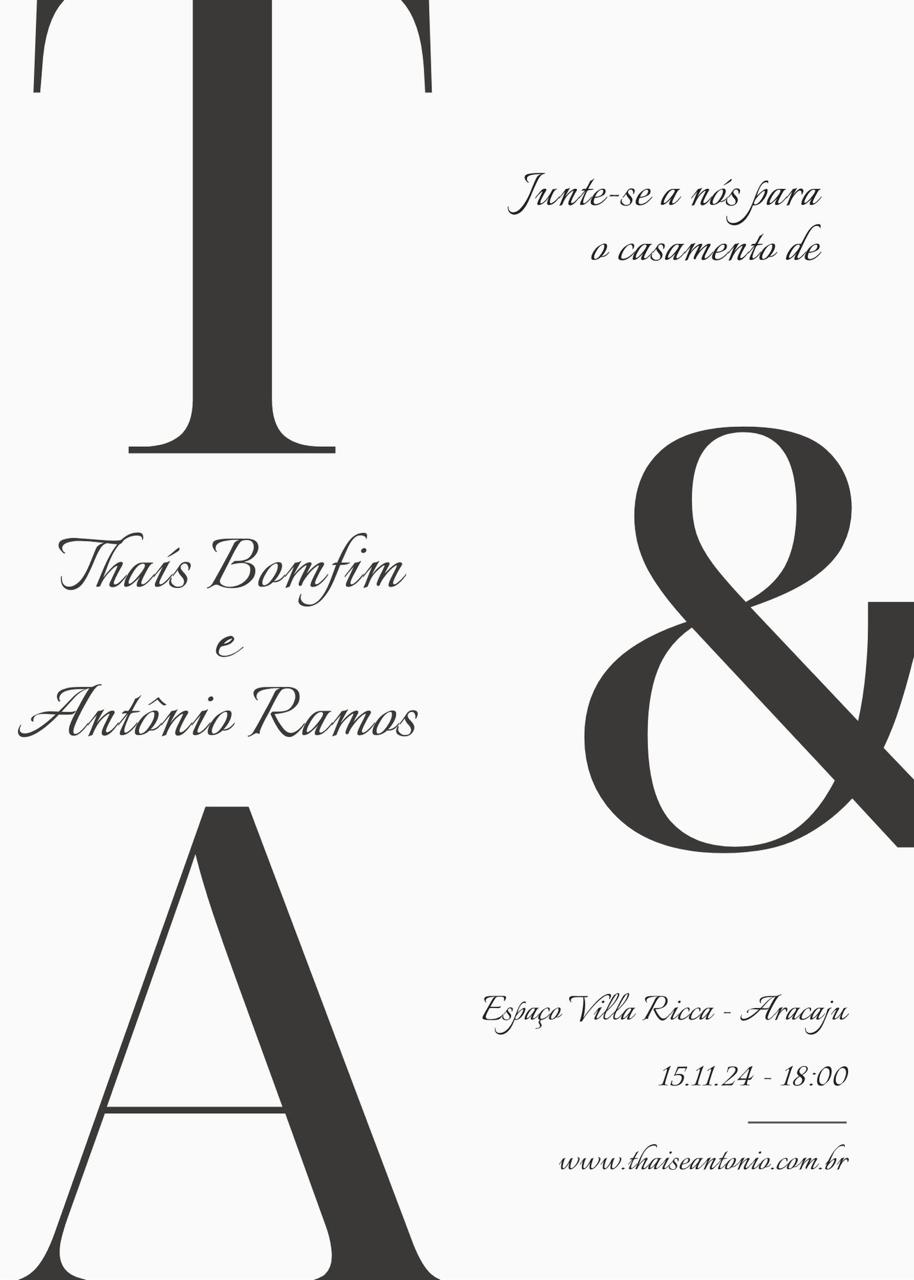 T
Junte-se a nós para
o casamento de
&
Thaís Bomfim
e
Antônio Ramos
A
Espaço Villa Ricca - Aracaju
15.11.24 - 18:00
www.thaiseantonio.com.br